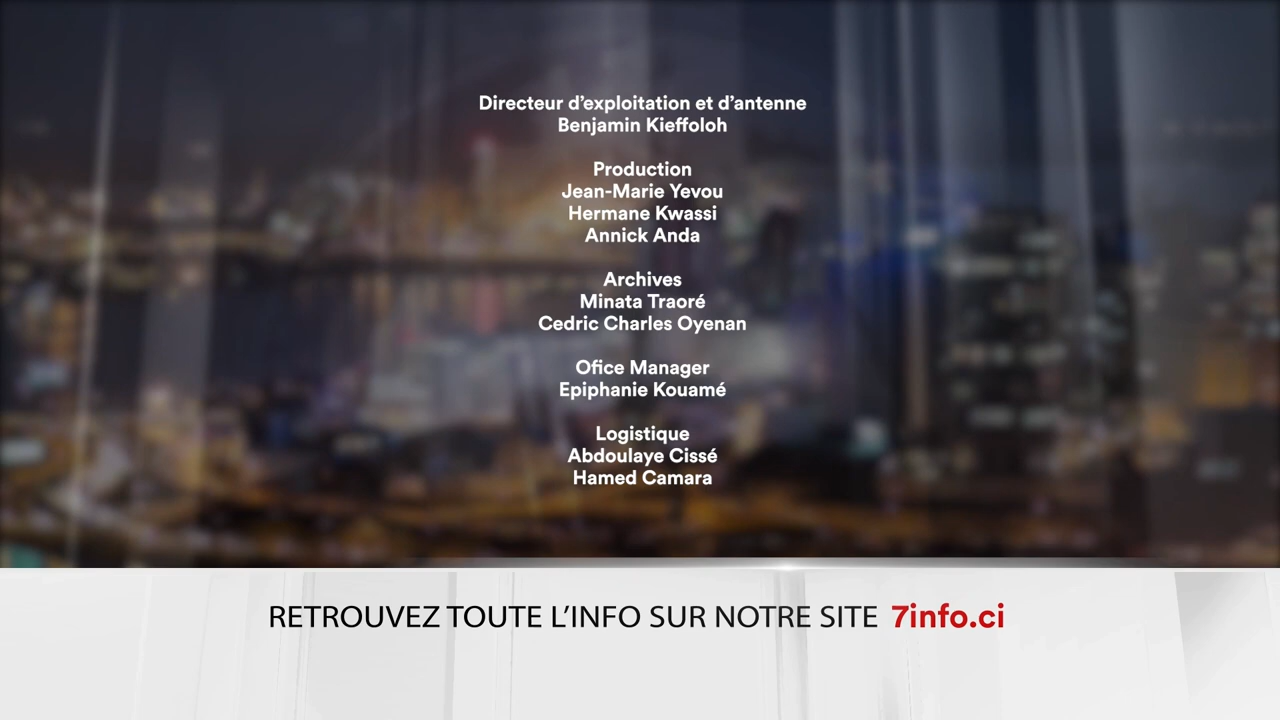 Directeur d’exploitation et d’antenne
Benjamin Kieffoloh
Production
Jean-Marie Yevou
Hermane Kwassi
Annick Anda
Archives
Minata Traoré
Cedric Charles Oyenan
Ofice Manager
Epiphanie Kouamé
Logistique
Abdoulaye Cissé
Hamed Camara
RETROUVEZ TOUTE L’INFO SUR NOTRE SITE 7info.ci